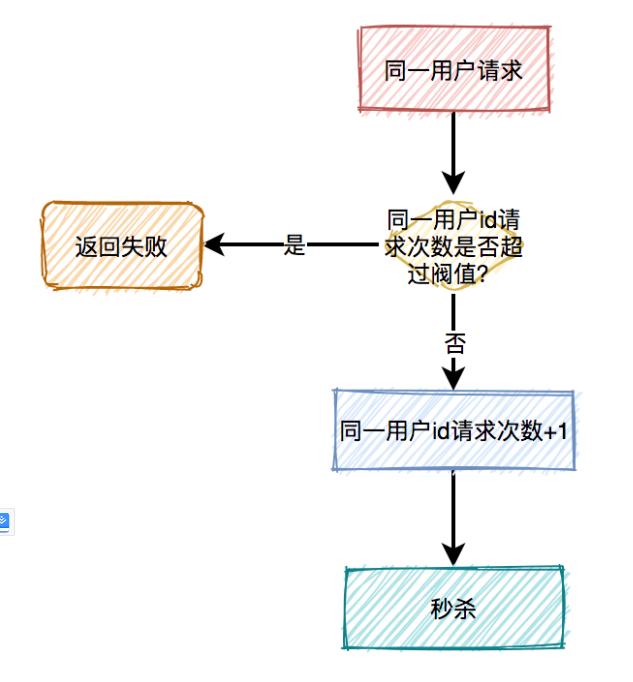 同一用户请求
同一用户id请
求次数是否超
过阀值?
是
返回失败
否
同一用户id请求次数+1
秒杀